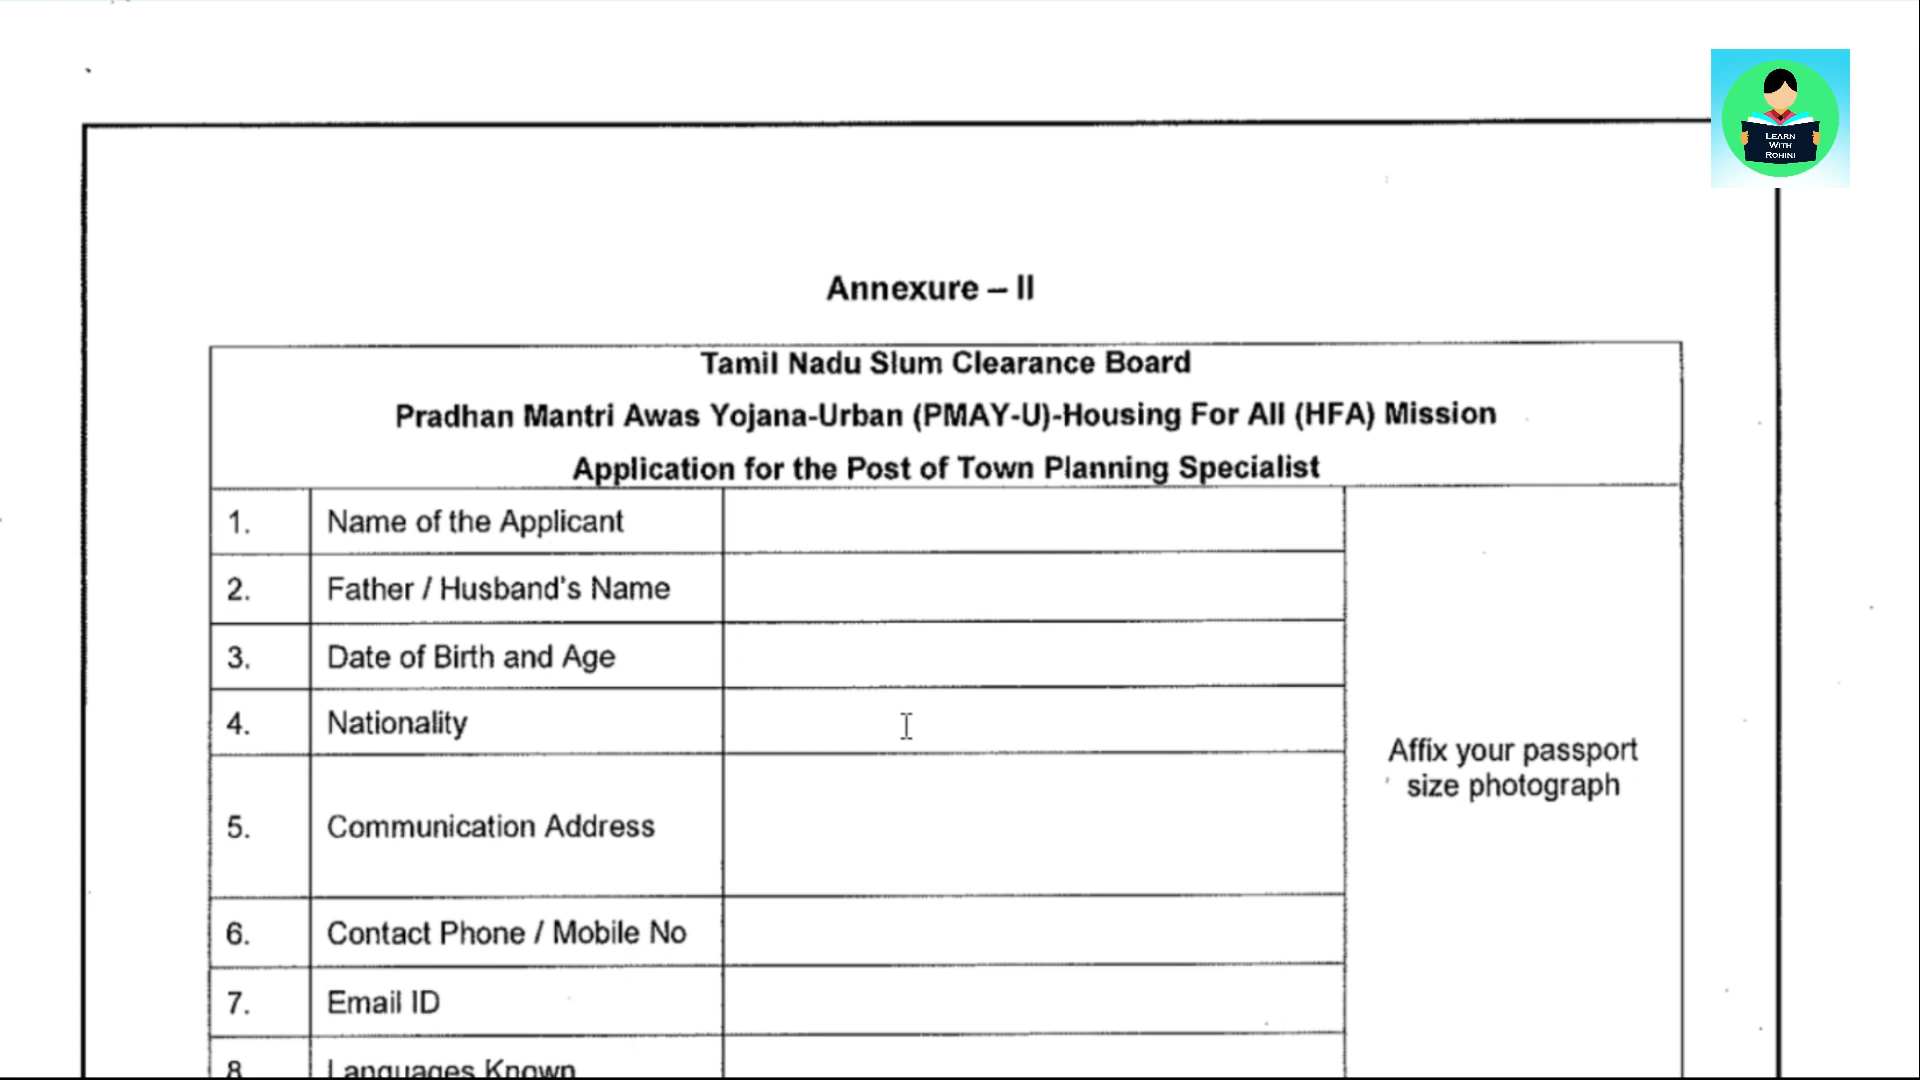 LEARN
WITH
ROHINI
Annexure – II
Tamil Nadu Slum Clearance Board
Pradhan Mantri Awas Yojana-Urban (PMAY-U)-Housing For All (HFA) Mission
Application for the Post of Town Planning Specialist
1. Name of the Applicant
2. Father / Husband's Name
3. Date of Birth and Age
4. Nationality
Affix your passport
size photograph
5. Communication Address
6. Contact Phone / Mobile No
7. Email ID
8. Languages Known